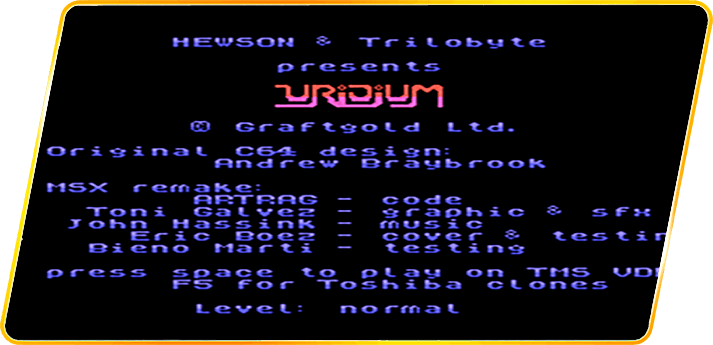 HEWSON & Trilobyte
presents
URIDIUM
© Graftgold Ltd.
Original C64 design:
Andrew Braybrook
MSX remake:
ARTRAG - code
Toni Galvez - graphic & sfx
John Hassink - music
Eric Boez - cover & testin
Bieno Marti - testing
press space to play on TMS VD
F5 for Toshiba clones
Level: normal